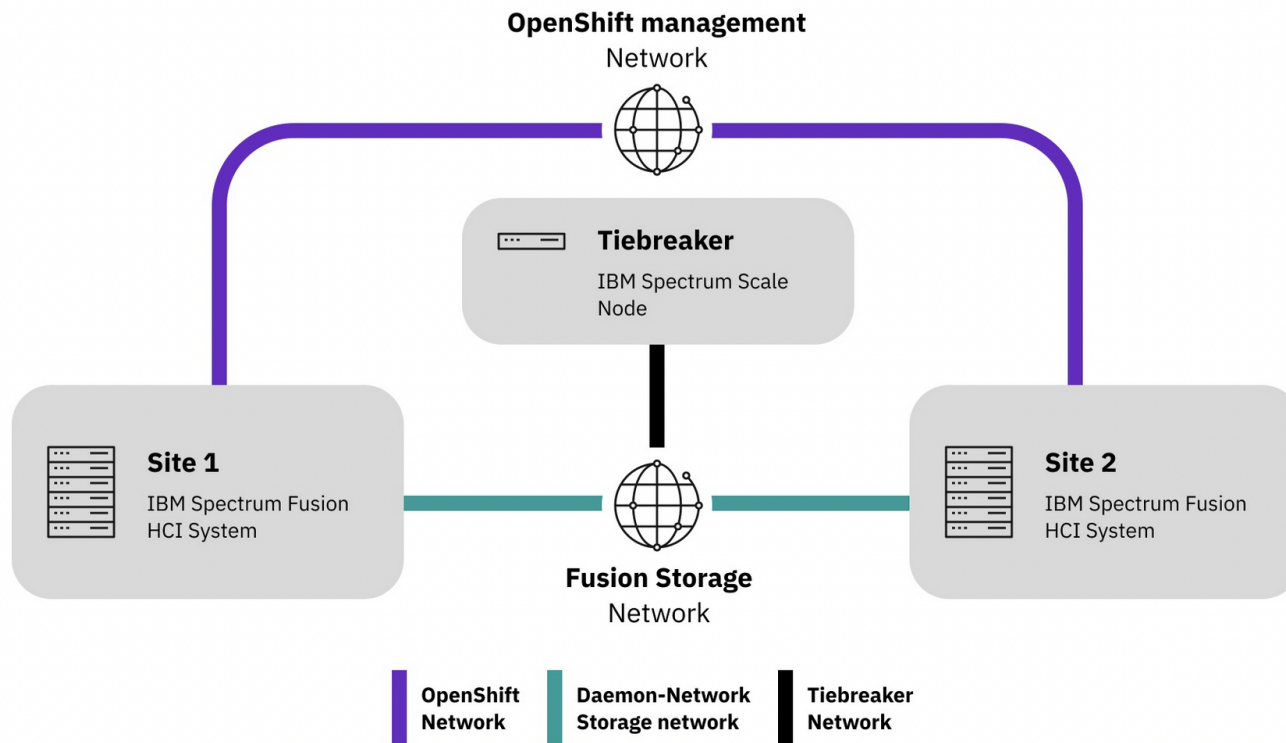 OpenShift management
Network
Tiebreaker
IBM Spectrum Scale
Node
Site 1
IBM Spectrum Fusion
HCI System
Site 2
IBM Spectrum Fusion
HCI System
Fusion Storage
Network
OpenShift
Network
Daemon-Network
Storage network
Tiebreaker
Network